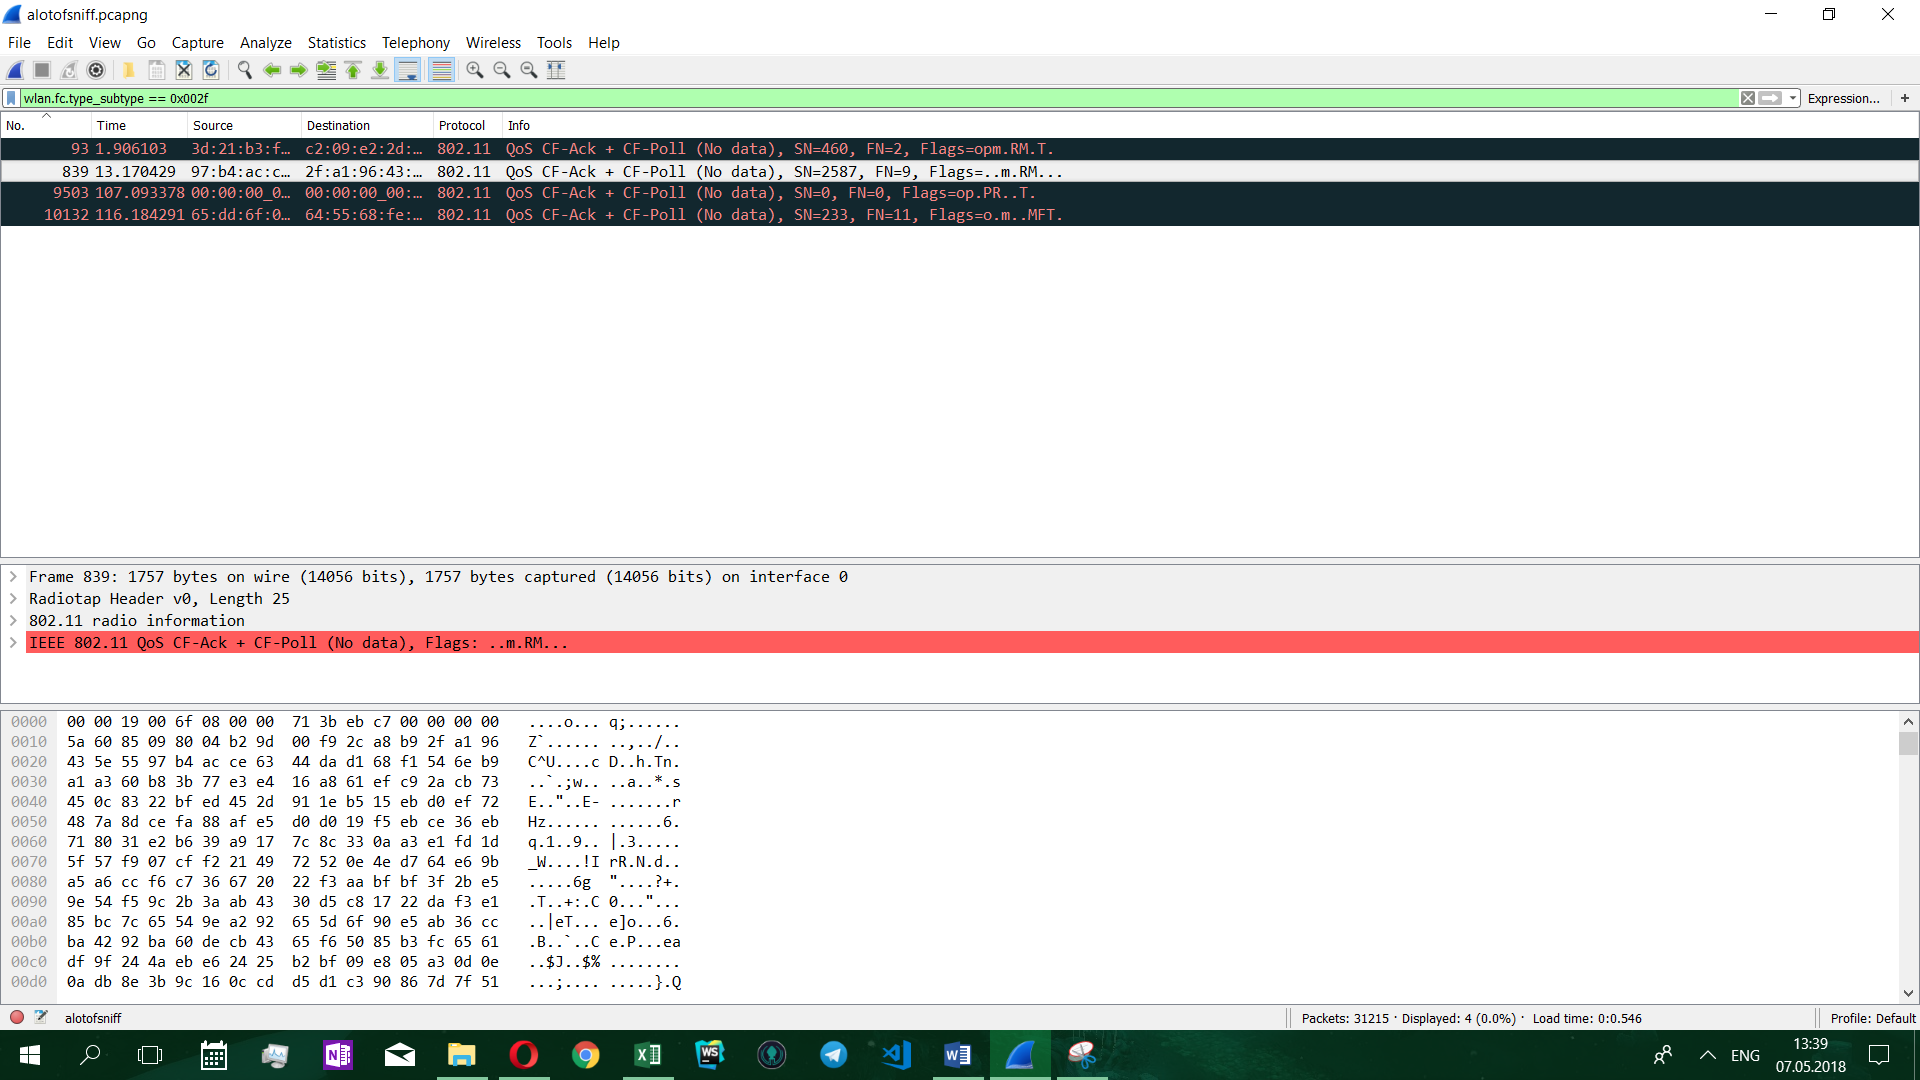 alotofsniff.pcapng
File Edit View Go Capture Analyze Statistics Telephony Wireless Tools Help
wlan.fc.type_subtype == 0x002f
Expression... +
No. Time Source Destination Protocol Info
93 1.906103 3d:21:b3:f… c2:09:e2:2d:… 802.11 QoS CF-Ack + CF-Poll (No data), SN=460, FN=2, Flags=opm.RM.T.
839 13.170429 97:b4:ac:c… 2f:a1:96:43:… 802.11 QoS CF-Ack + CF-Poll (No data), SN=2587, FN=9, Flags=..m.RM...
9503 107.093378 00:00:00_0… 00:00:00_00:… 802.11 QoS CF-Ack + CF-Poll (No data), SN=0, FN=0, Flags=op.PR..T.
10132 116.184291 65:dd:6f:0… 64:55:68:fe:… 802.11 QoS CF-Ack + CF-Poll (No data), SN=233, FN=11, Flags=o.m..MFT.
Frame 839: 1757 bytes on wire (14056 bits), 1757 bytes captured (14056 bits) on interface 0
Radiotap Header v0, Length 25
802.11 radio information
IEEE 802.11 QoS CF-Ack + CF-Poll (No data), Flags: ..m.RM...
0000 00 00 19 00 6f 08 00 00 71 3b eb c7 00 00 00 00 ....o... q;......
0010 5a 60 85 09 80 04 b2 9d 00 f9 2c a8 b9 2f a1 96 Z`...... ..,../..
0020 43 5e 55 97 b4 ac ce 63 44 da d1 68 f1 54 6e b9 C^U....c D..h.Tn.
0030 a1 a3 60 b8 3b 77 e3 e4 16 a8 61 ef c9 2a cb 73 ..`.;w.. ..a..*.s
0040 45 0c 83 22 bf ed 45 2d 91 1e b5 15 eb d0 ef 72 E.."..E- .......r
0050 48 7a 8d ce fa 88 af e5 d0 d0 19 f5 eb ce 36 eb Hz...... ......6.
0060 71 80 31 e2 b6 39 a9 17 7c 8c 33 0a a3 e1 fd 1d q.1..9.. |.3.....
0070 5f 57 f9 07 cf f2 21 49 72 52 0e 4e d7 64 e6 9b _W....!I rR.N.d..
0080 a5 a6 cc f6 c7 36 67 20 22 f3 aa bf bf 3f 2b e5 .....6g "....?+.
0090 9e 54 f5 9c 2b 3a ab 43 30 d5 c8 17 22 da f3 e1 .T..+:.C 0..."...
00a0 85 bc 7c 65 54 9e a2 92 65 5d 6f 90 e5 ab 36 cc ..|eT... e]o...6.
00b0 ba 42 92 ba 60 de cb 43 65 f6 50 85 b3 fc 65 61 .B..`..C e.P...ea
00c0 df 9f 24 4a eb e6 24 25 b2 bf 09 e8 05 a3 0d 0e ..$J..$% ........
00d0 0a db 8e 3b 9c 16 0c cd d5 d1 c3 90 86 7d 7f 51 ...;.... .....}.Q
alotofsniff
Packets: 31215 · Displayed: 4 (0.0%) · Load time: 0:0.546
Profile: Default
ENG
13:39
07.05.2018